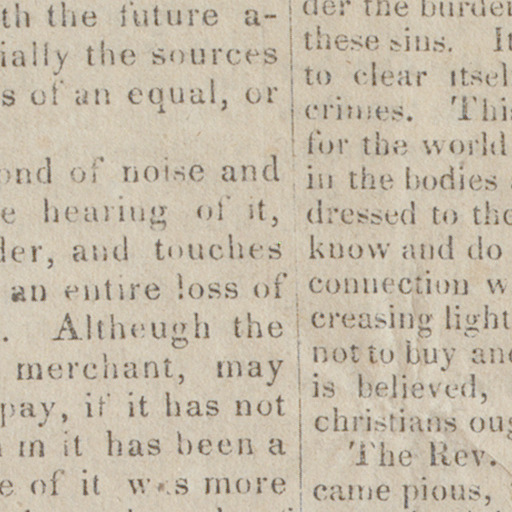 th the future a-
ially the sources
s of an equal, or
ond of noise and
e hearing of it,
der, and touches
an entire loss of
. Although the
merchant, may
pay, if it has not
in it has been a
e of it was more
der the burden
these sins. It
to clear itself
crimes. This
for the world
in the bodies
dressed to the
know and do
connection w
creasing light
not to buy and
is believed,
christians oug
The Rev.
came pious,